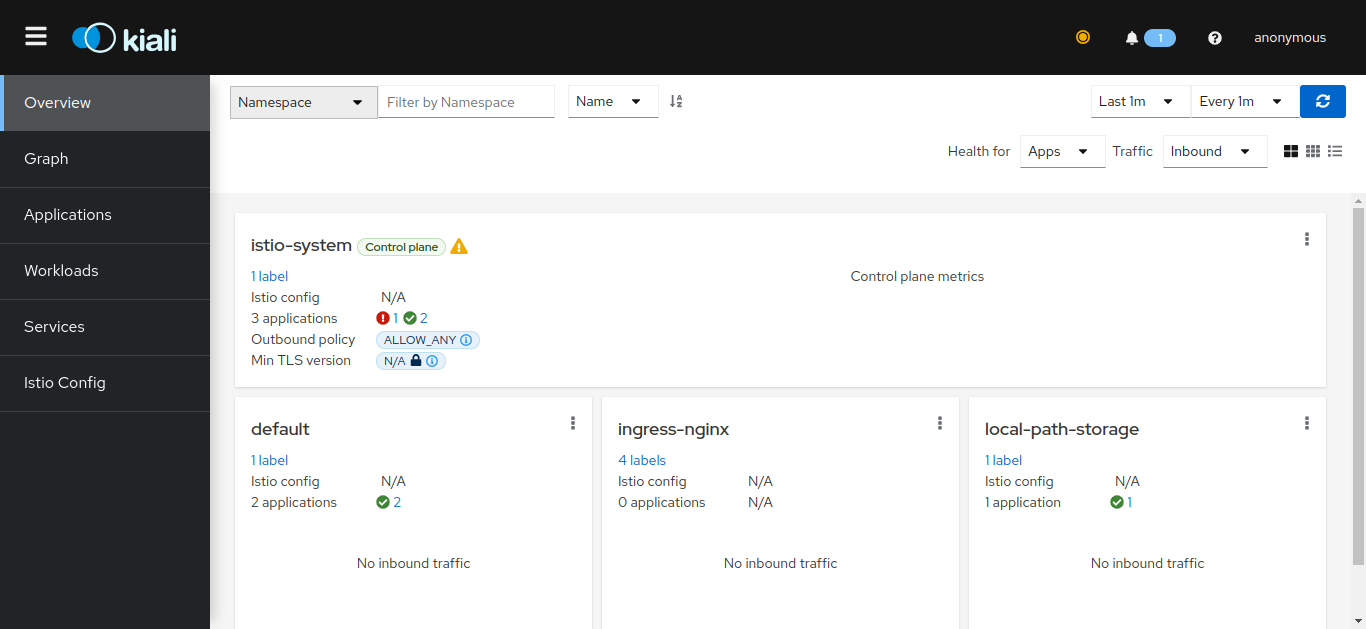 kiali
1
anonymous
Overview
Graph
Applications
Workloads
Services
Istio Config
Namespace
Filter by Namespace
Name
Last 1m
Every 1m
Health for
Apps
Traffic
Inbound
istio-system Control plane
1 label
Istio config N/A
3 applications 1 2
Outbound policy ALLOW_ANY
Min TLS version N/A
Control plane metrics
default
1 label
Istio config N/A
2 applications 2
No inbound traffic
ingress-nginx
4 labels
Istio config N/A
0 applications N/A
No inbound traffic
local-path-storage
1 label
Istio config N/A
1 application 1
No inbound traffic